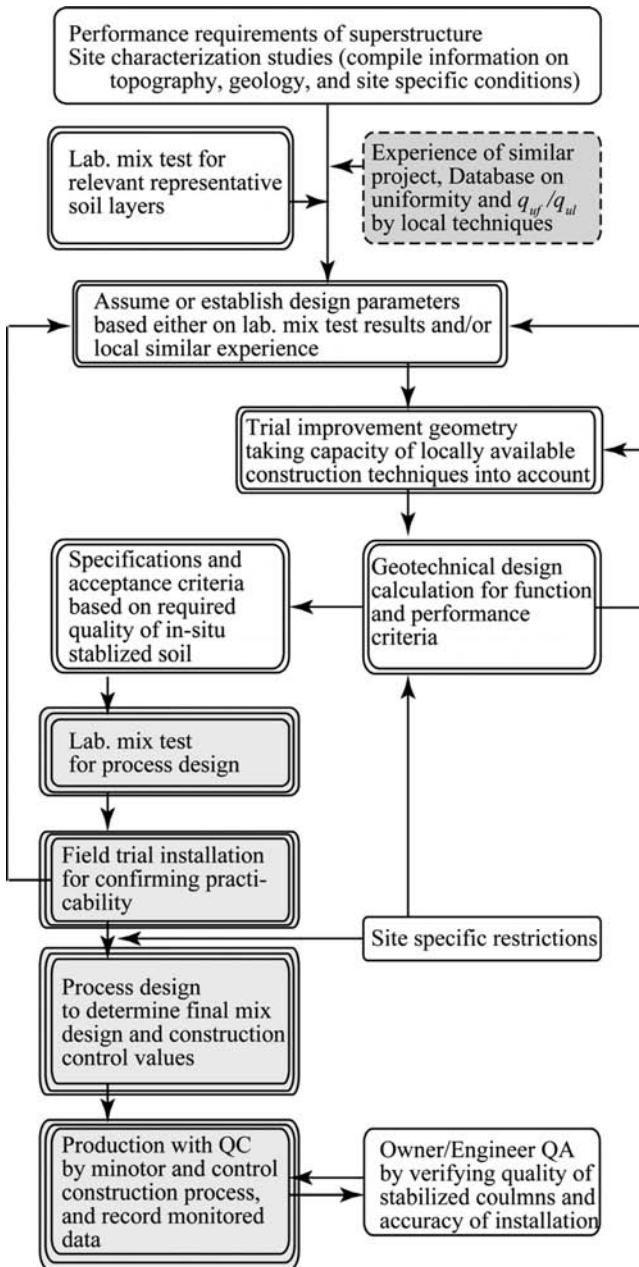 Performance requirements of superstructure
Site characterization studies (compile information on
topography, geology, and site specific conditions)
Lab. mix test for
relevant representative
soil layers
Experience of similar
project, Database on
uniformity and q_uf /q_ul
by local techniques
Assume or establish design parameters
based either on lab. mix test results and/or
local similar experience
Trial improvement geometry
taking capacity of locally available
construction techniques into account
Specifications and
acceptance criteria
based on required
quality of in-situ
stablized soil
Geotechnical design
calculation for function
and performance
criteria
Lab. mix test
for process design
Field trial installation
for confirming practi-
cability
Site specific restrictions
Process design
to determine final mix
design and construction
control values
Production with QC
by minotor and control
construction process,
and record monitored
data
Owner/Engineer QA
by verifying quality of
stabilized coulmns and
accuracy of installation